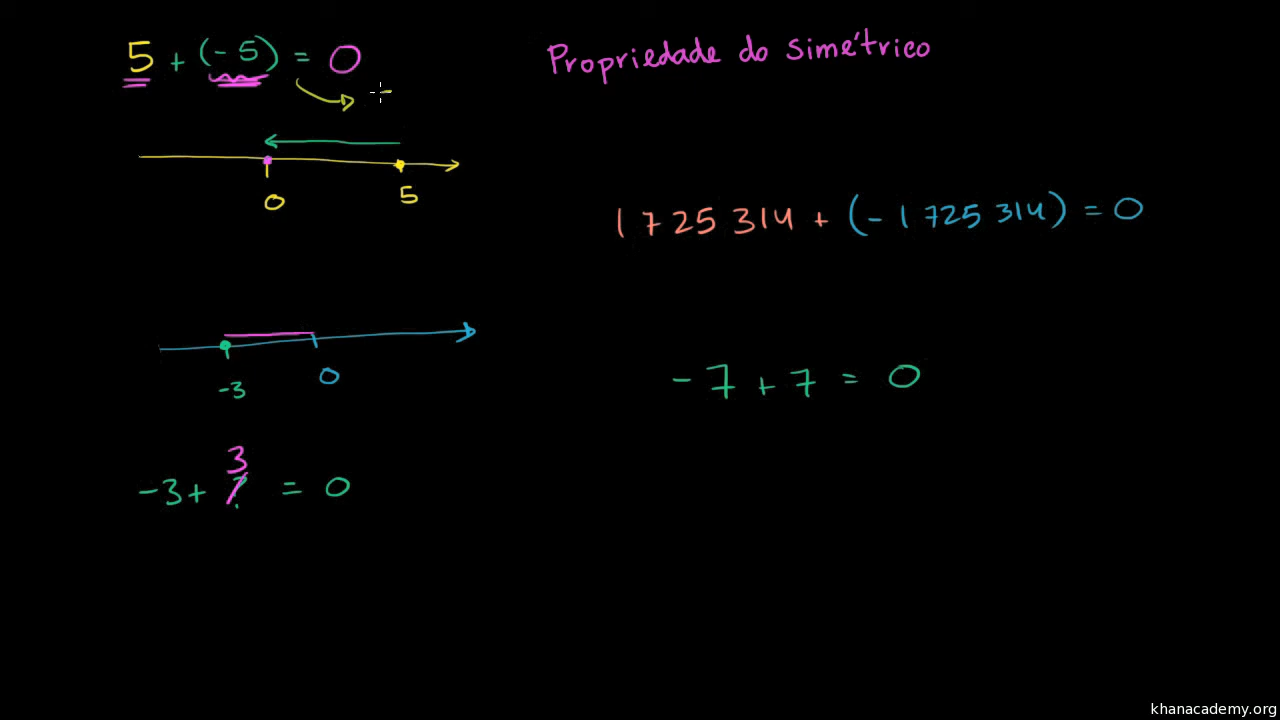 5 + (-5) = 0
Propriedade do simétrico
0 5
1 725 314 + (-1 725 314) = 0
-3 0
-7 + 7 = 0
3
-3 + ? = 0
khanacademy.org